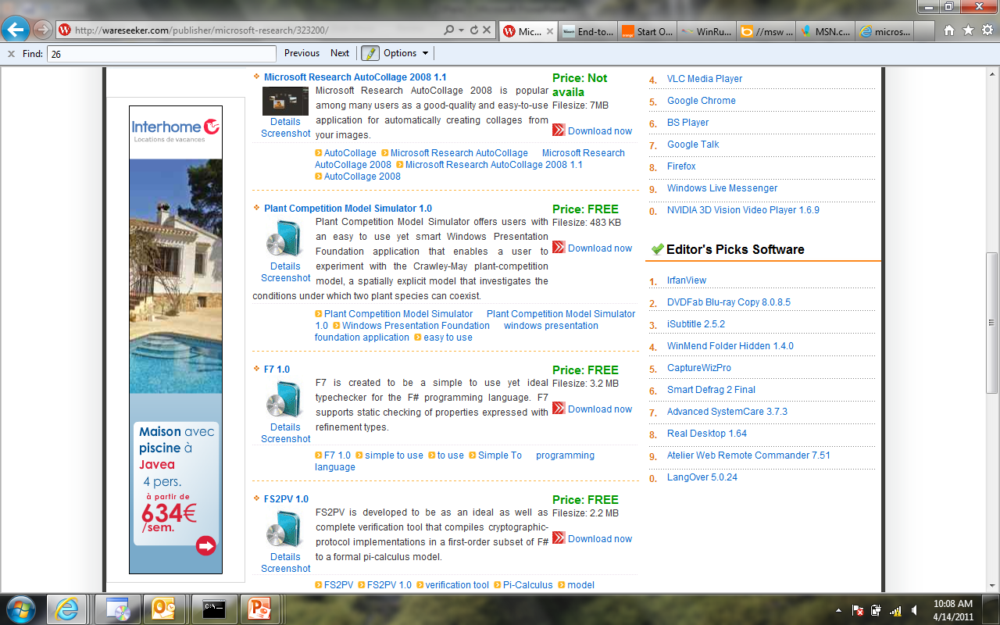 http://wareseeker.com/publisher/microsoft-research/323200/
Mic...
End-to...
Start O...
WinRu...
//msw ...
MSN.c...
micros...
x Find: 26 Previous Next Options
Interhome
Locations de vacances
Maison avec
piscine à
Javea
4 pers.
à partir de
634€
/sem.
Microsoft Research AutoCollage 2008 1.1
Details
Screenshot
Microsoft Research AutoCollage 2008 is popular
among many users as a good-quality and easy-to-use
application for automatically creating collages from
your images.
Price: Not
availa
Filesize: 7MB
Download now
AutoCollage Microsoft Research AutoCollage Microsoft Research
AutoCollage 2008 Microsoft Research AutoCollage 2008 1.1
AutoCollage 2008
Plant Competition Model Simulator 1.0
Details
Screenshot
Plant Competition Model Simulator offers users with
an easy to use yet smart Windows Presentation
Foundation application that enables a user to
experiment with the Crawley-May plant-competition
model, a spatially explicit model that investigates the
conditions under which two plant species can coexist.
Price: FREE
Filesize: 483 KB
Download now
Plant Competition Model Simulator Plant Competition Model Simulator
1.0 Windows Presentation Foundation windows presentation
foundation application easy to use
F7 1.0
Details
Screenshot
F7 is created to be a simple to use yet ideal
typechecker for the F# programming language. F7
supports static checking of properties expressed with
refinement types.
Price: FREE
Filesize: 3.2 MB
Download now
F7 1.0 simple to use to use Simple To programming
language
FS2PV 1.0
Details
Screenshot
FS2PV is developed to be as an ideal as well as
complete verification tool that compiles cryptographic-
protocol implementations in a first-order subset of F#
to a formal pi-calculus model.
Price: FREE
Filesize: 2.2 MB
Download now
FS2PV FS2PV 1.0 verification tool Pi-Calculus model
4. VLC Media Player
5. Google Chrome
6. BS Player
7. Google Talk
8. Firefox
9. Windows Live Messenger
0. NVIDIA 3D Vision Video Player 1.6.9
Editor's Picks Software
1. IrfanView
2. DVDFab Blu-ray Copy 8.0.8.5
3. iSubtitle 2.5.2
4. WinMend Folder Hidden 1.4.0
5. CaptureWizPro
6. Smart Defrag 2 Final
7. Advanced SystemCare 3.7.3
8. Real Desktop 1.64
9. Atelier Web Remote Commander 7.51
0. LangOver 5.0.24
10:08 AM
4/14/2011